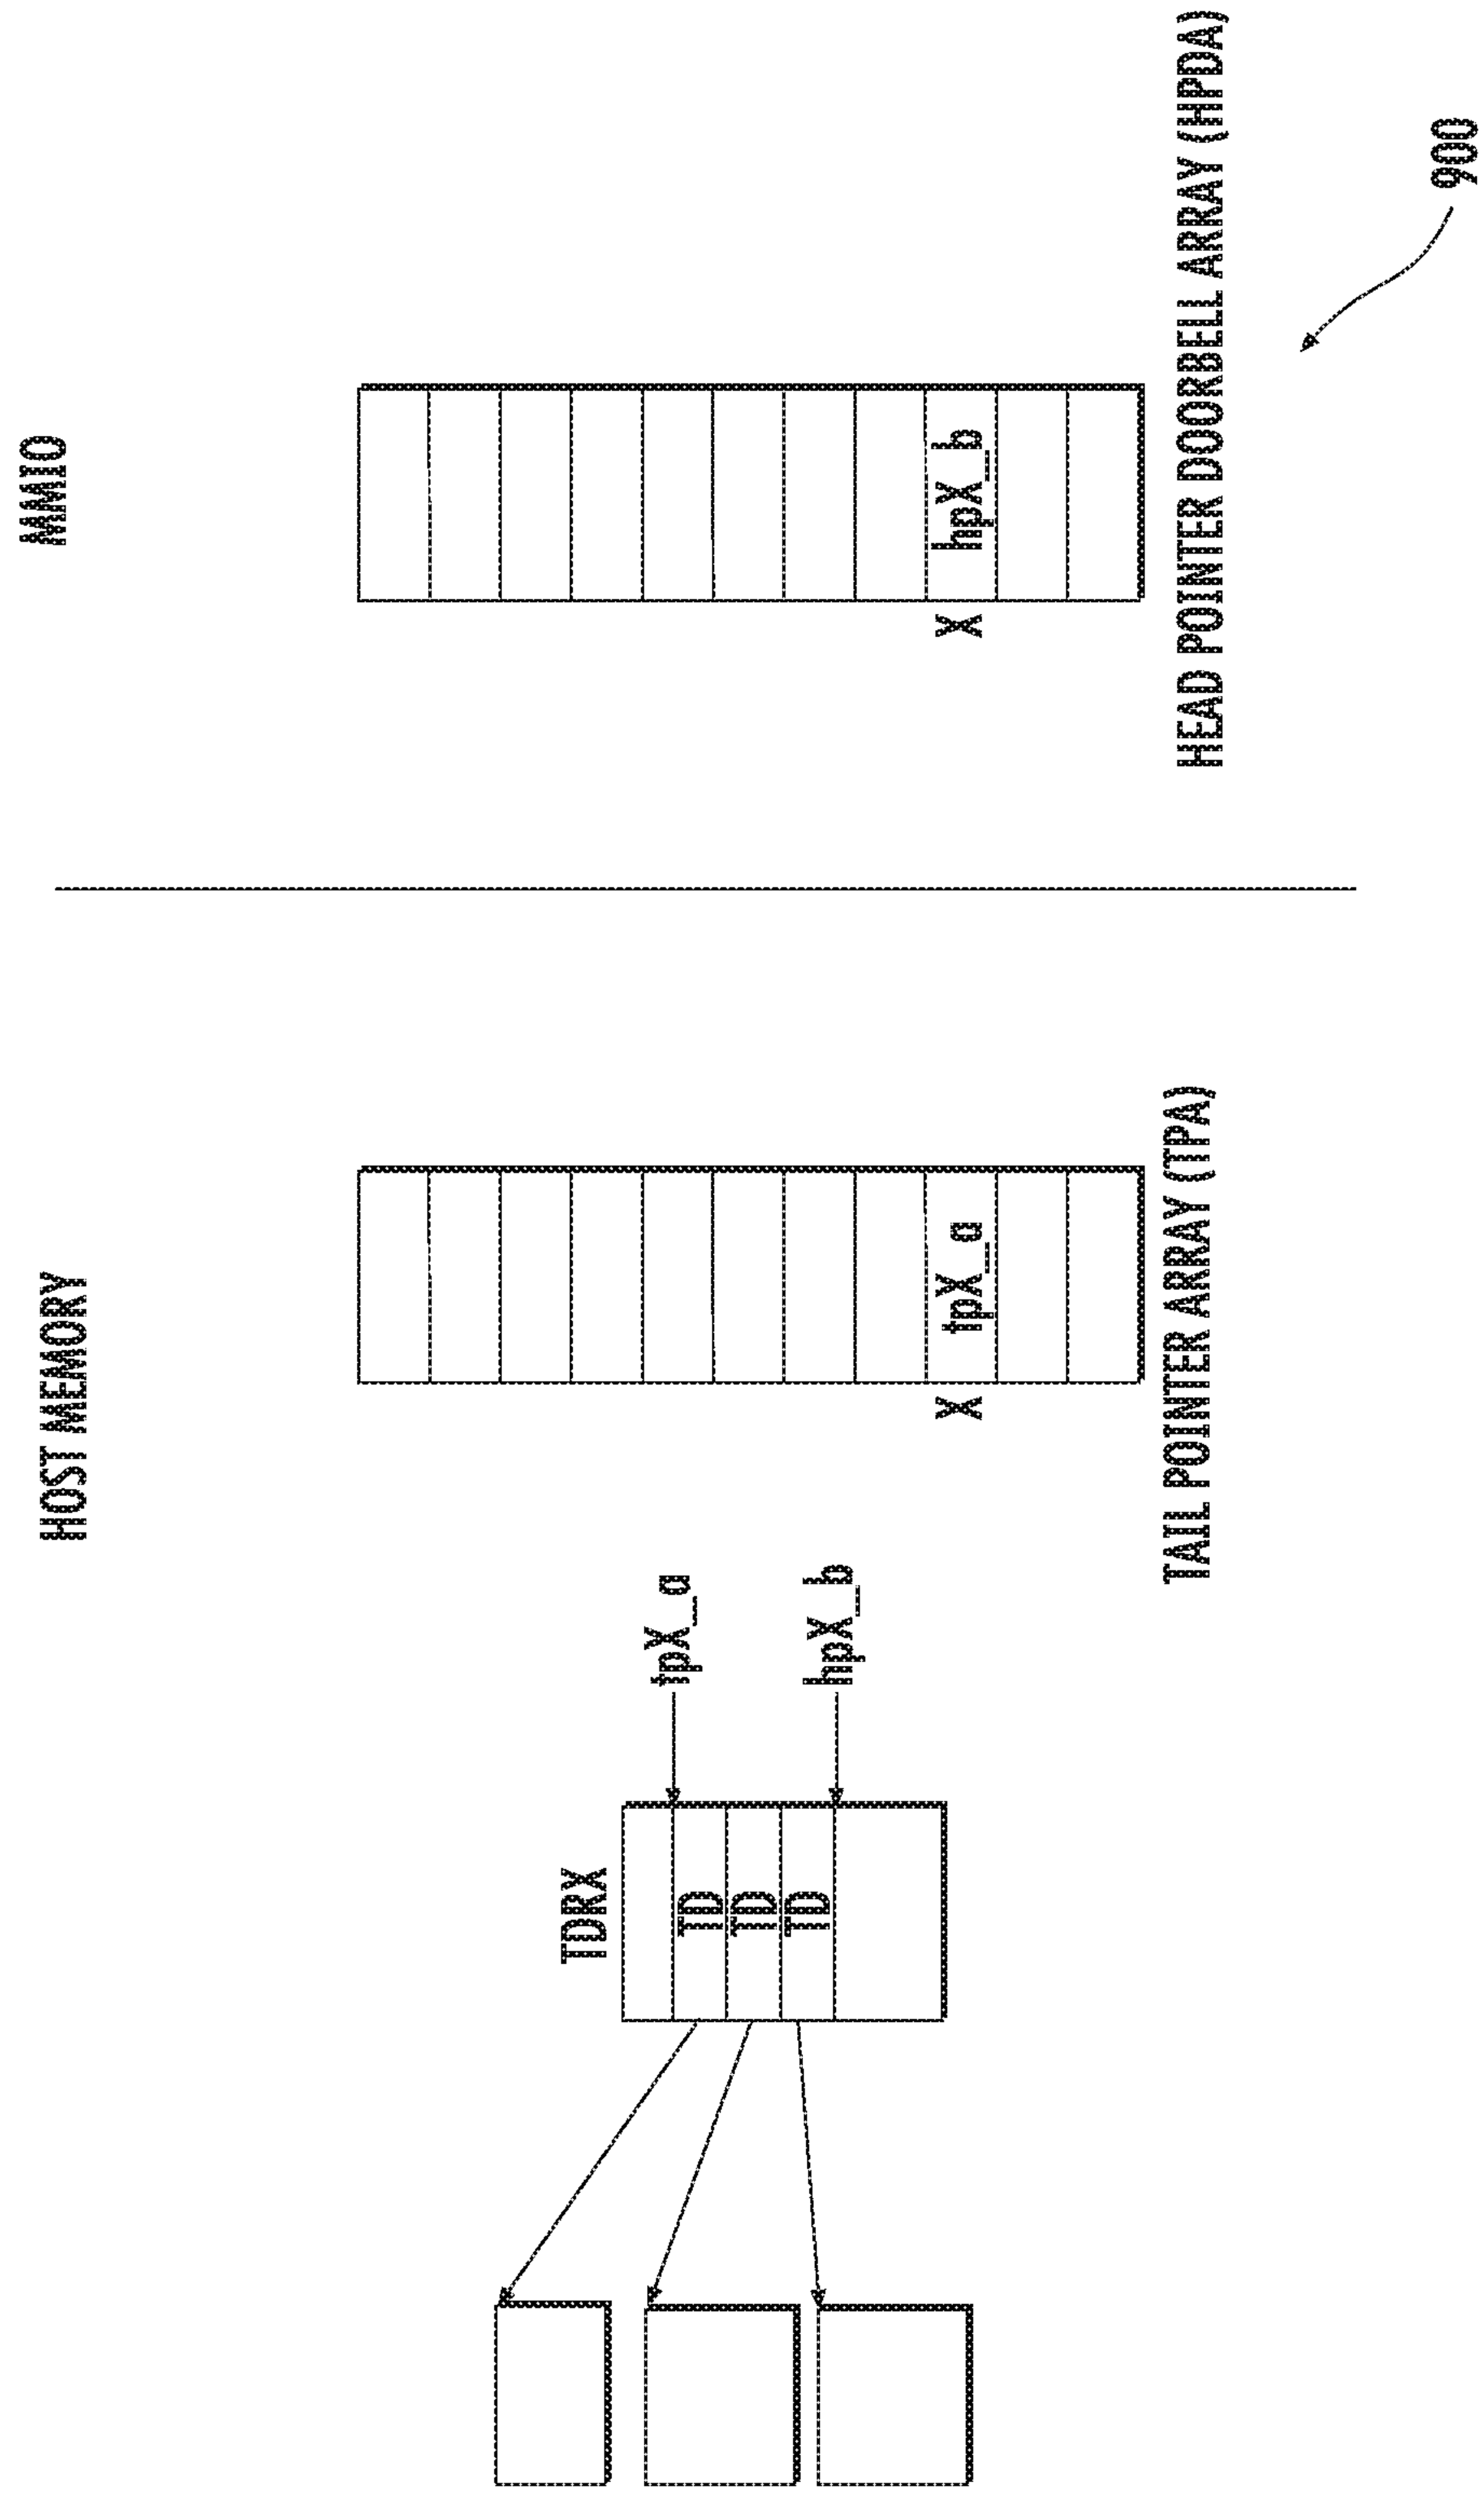 HOST MEMORY
MMIO
TDRX
TD
TD
TD
tpX_a
hpX_b
X
tpX_a
X
hpX_b
TAIL POINTER ARRAY (TPA)
HEAD POINTER DOORBELL ARRAY (HPDA)
900